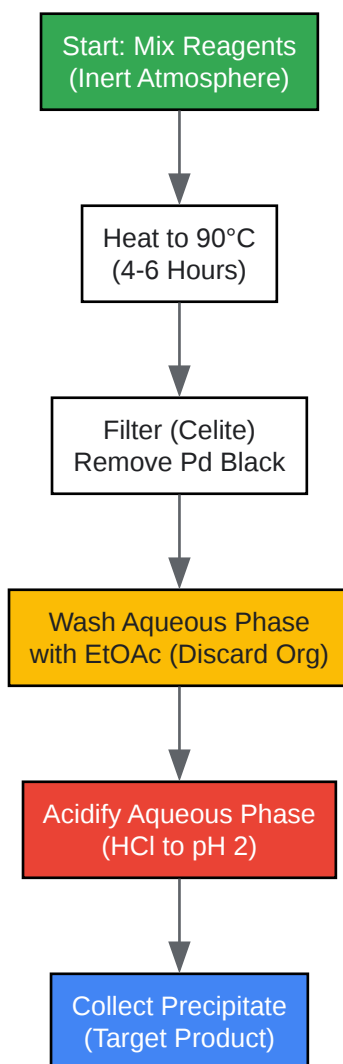 Start: Mix Reagents
(Inert Atmosphere)
Heat to 90°C
(4-6 Hours)
Filter (Celite)
Remove Pd Black
Wash Aqueous Phase
with EtOAc (Discard Org)
Acidify Aqueous Phase
(HCl to pH 2)
Collect Precipitate
(Target Product)